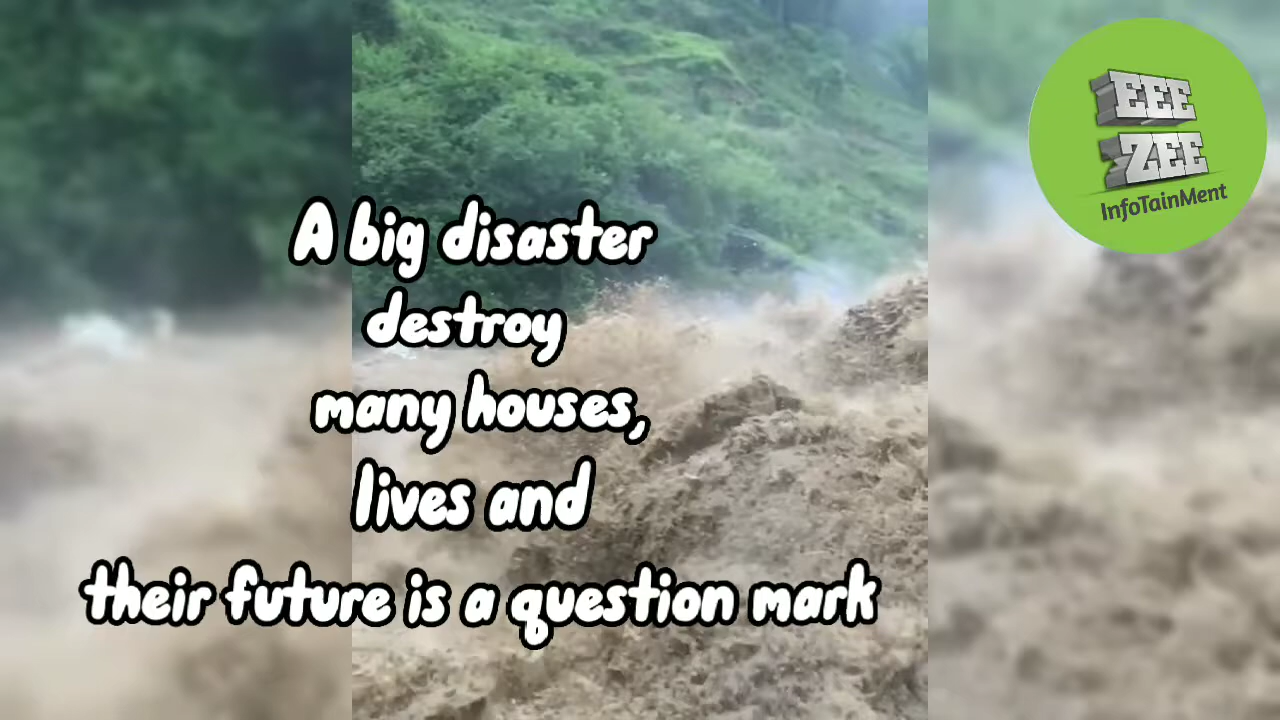 EEE
ZEE
InfoTainMent
A big disaster
destroy
many houses,
lives and
their future is a question mark